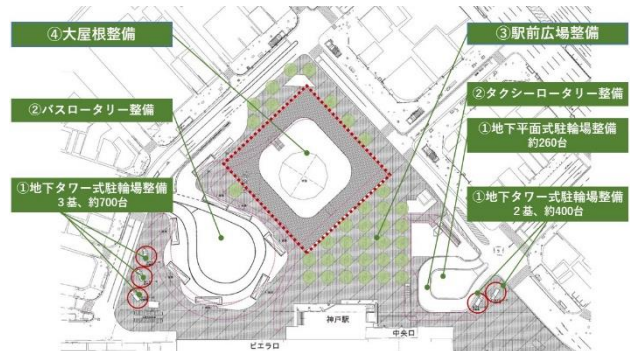 ④大屋根整備
③駅前広場整備
②バスロータリー整備
②タクシーロータリー整備
①地下平面式駐輪場整備
約260台
①地下タワー式駐輪場整備
3基、約700台
①地下タワー式駐輪場整備
2基、約400台
神戸駅
中央口
ビエラ口